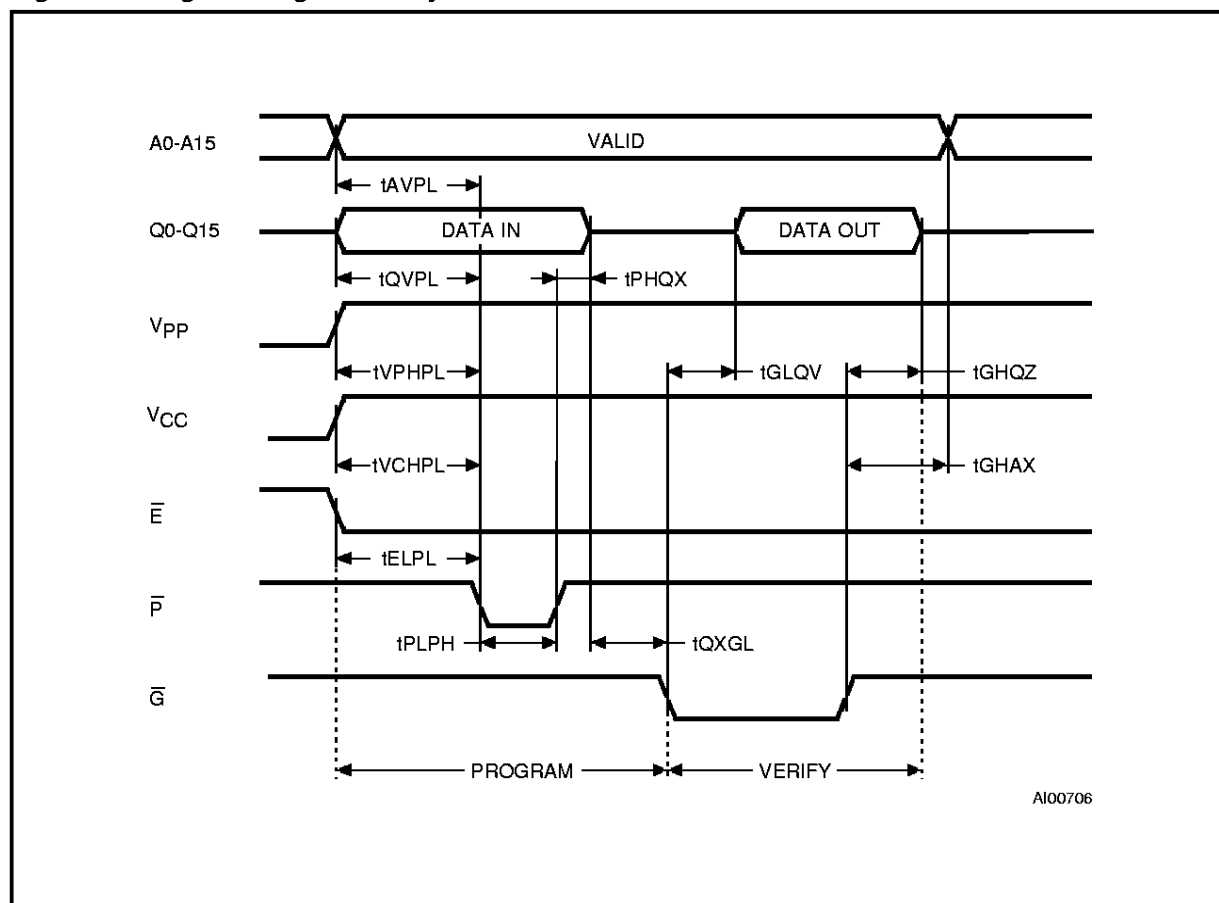 A0-A15
VALID
tAVPL
Q0-Q15
DATA IN
DATA OUT
tQVPL
tPHQX
VPP
tVPHPL
tGLQV
tGHQZ
VCC
tVCHPL
tGHAX
E̅
tELPL
P̅
tPLPH
tQXGL
G̅
PROGRAM
VERIFY
AI00706